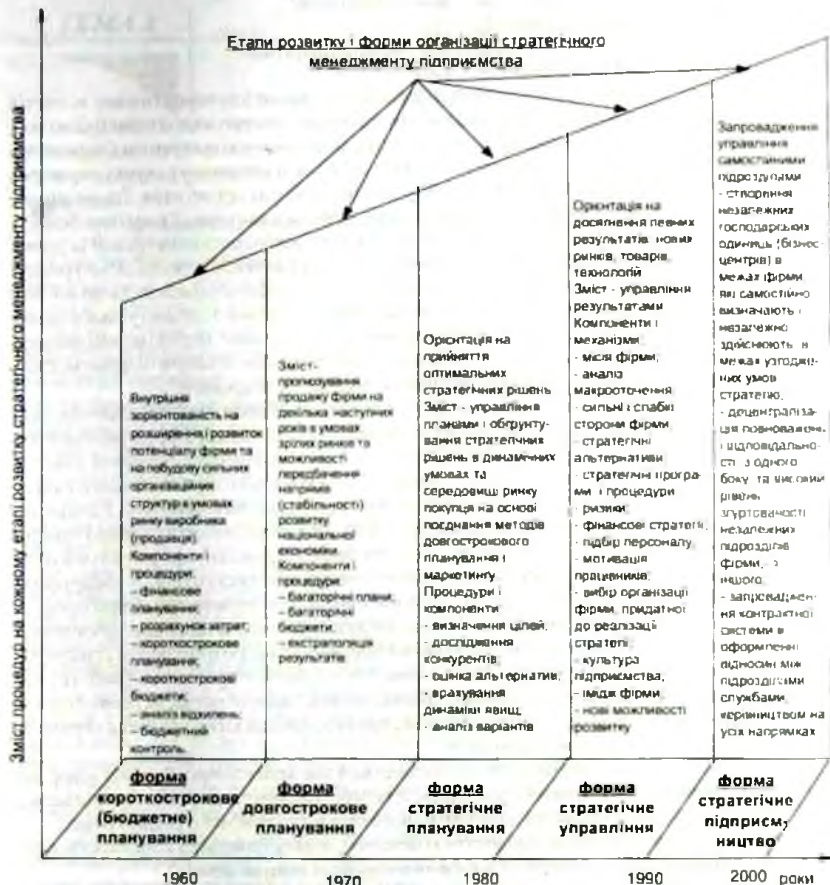 Етапи розвитку і форми організації стратегічного
менеджменту підприємства
Зміст процедур на кожному етапі розвитку стратегічного менеджменту підприємства
Внутрішня
зорієнтованість на
розширення і розвиток
потенціалу фірми та
на побудову сильних
організаційних
структур в умовах
ринку виробника
(продавця)
Компоненти і
процедури:
– фінансове
планування;
– розрахунок затрат;
– короткострокове
планування;
– короткострокові
бюджети;
– аналіз відхилень;
– бюджетний
контроль.
Зміст-
прогнозування
продажу фірми на
декілька наступних
років в умовах
зрілих ринків та
можливості
передбачення
напрямів
(стабільності)
розвитку
національної
економіки.
Компоненти і
процедури:
– багаторічні плани;
– багаторічні
бюджети;
– екстраполяція
результатів.
Орієнтація на
прийняття
оптимальних
стратегічних рішень
Зміст - управління
планами і обґрунту-
вання стратегічних
рішень в динамічних
умовах та
середовищі ринку
покупця на основі
поєднання методів
довгострокового
планування і
маркетингу
Процедури і
компоненти
- визначення цілей;
- дослідження
конкурентів;
- оцінка альтернатив;
- врахування
динаміки явищ;
- аналіз варіантів
Орієнтація на
досягнення певних
результатів: нових
ринків, товарів,
технологій
Зміст - управління
результатами
Компоненти і
механізми:
- місія фірми;
- аналіз
макрооточення;
- сильні і слабкі
сторони фірми
- стратегічні
альтернативи
- стратегічні програ-
ми і процедури
- ризики;
- фінансові стратегії;
- підбір персоналу;
- мотивація
працівників;
- вибір організації
фірми, придатної
до реалізації
стратегії;
- культура
підприємства;
- імідж фірми;
- нові можливості
розвитку
Запровадження
управління
самостійними
підрозділами
- створення
незалежних
господарських
одиниць (бізнес-
центрів) в
межах фірми,
які самостійно
визначають і
незалежно
здійснюють в
межах узгодже-
них умов
стратегію;
- децентраліза-
ція повноважень
і відповідально-
сті з одного
боку, та високий
рівень
згуртованості
незалежних
підрозділів
фірми, з
іншого;
- запроваджен-
ня контрактної
системи в
оформленні
відносин між
підрозділами
службами,
керівництвом на
усіх напрямках
форма
короткострокове
(бюджетне)
планування
форма
довгострокове
планування
форма
стратегічне
планування
форма
стратегічне
управління
форма
стратегічне
підприєм-
ництво
1960
1970
1980
1990
2000 роки